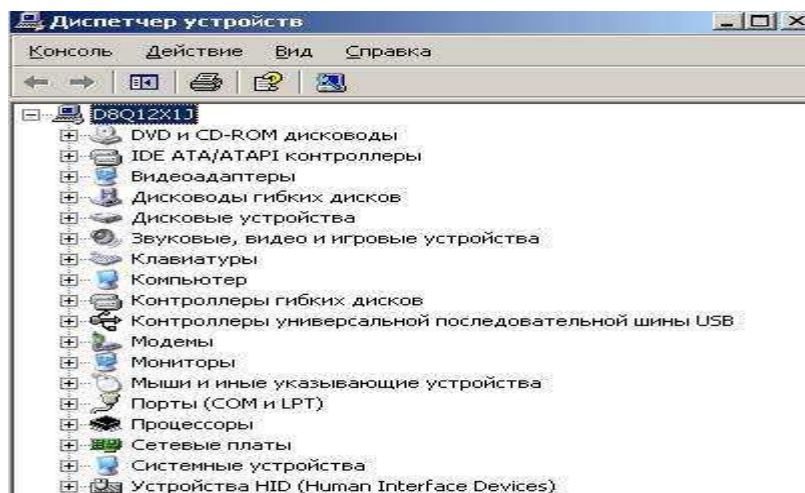 Диспетчер устройств
Консоль Действие Вид Справка
D8Q12X1J
DVD и CD-ROM дисководы
IDE ATA/ATAPI контроллеры
Видеоадаптеры
Дисководы гибких дисков
Дисковые устройства
Звуковые, видео и игровые устройства
Клавиатуры
Компьютер
Контроллеры гибких дисков
Контроллеры универсальной последовательной шины USB
Модемы
Мониторы
Мыши и иные указывающие устройства
Порты (COM и LPT)
Процессоры
Сетевые платы
Системные устройства
Устройства HID (Human Interface Devices)